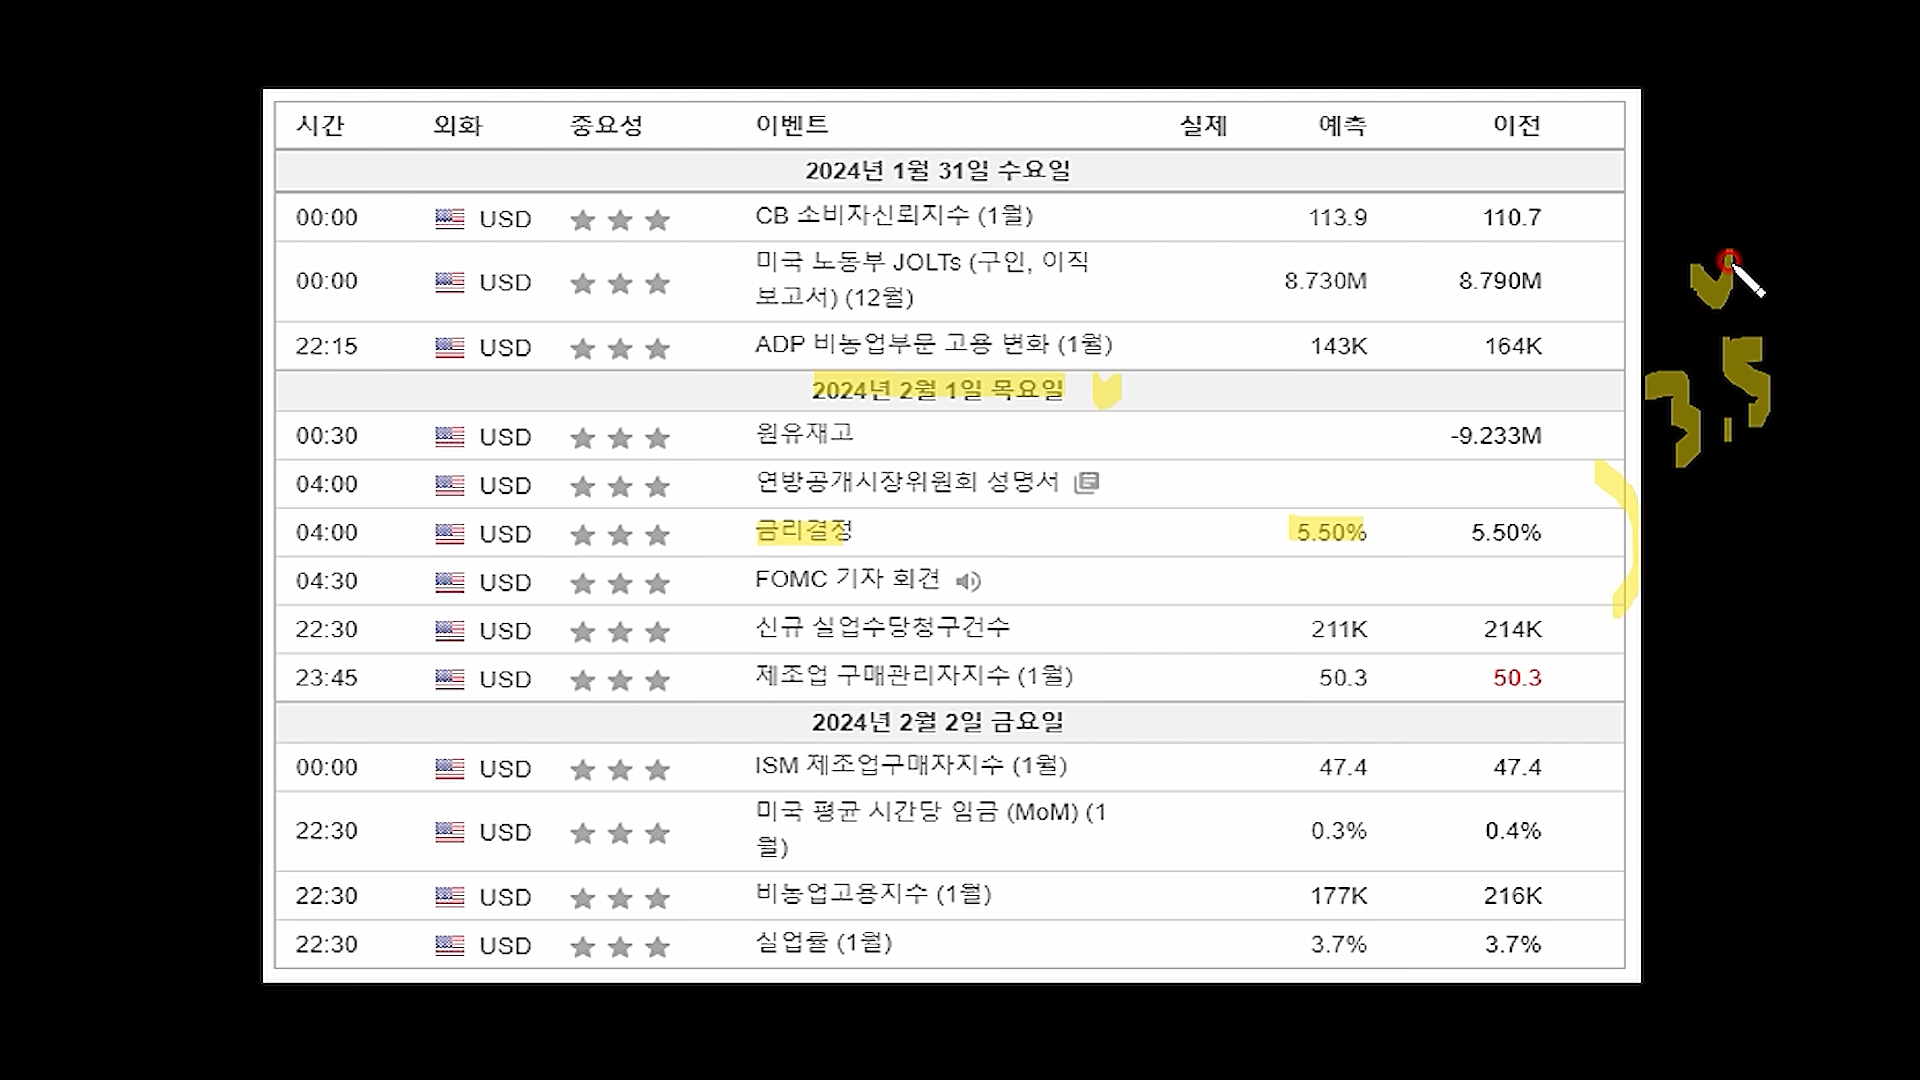 시간 외화 중요성 이벤트 실제 예측 이전
2024년 1월 31일 수요일
00:00 USD CB 소비자신뢰지수 (1월) 113.9 110.7
00:00 USD 미국 노동부 JOLTs (구인, 이직
보고서) (12월) 8.730M 8.790M
22:15 USD ADP 비농업부문 고용 변화 (1월) 143K 164K
2024년 2월 1일 목요일
00:30 USD 원유재고 -9.233M
04:00 USD 연방공개시장위원회 성명서
04:00 USD 금리결정 5.50% 5.50%
04:30 USD FOMC 기자 회견
22:30 USD 신규 실업수당청구건수 211K 214K
23:45 USD 제조업 구매관리자지수 (1월) 50.3 50.3
2024년 2월 2일 금요일
00:00 USD ISM 제조업구매자지수 (1월) 47.4 47.4
22:30 USD 미국 평균 시간당 임금 (MoM) (1
월) 0.3% 0.4%
22:30 USD 비농업고용지수 (1월) 177K 216K
22:30 USD 실업률 (1월) 3.7% 3.7%
3.5